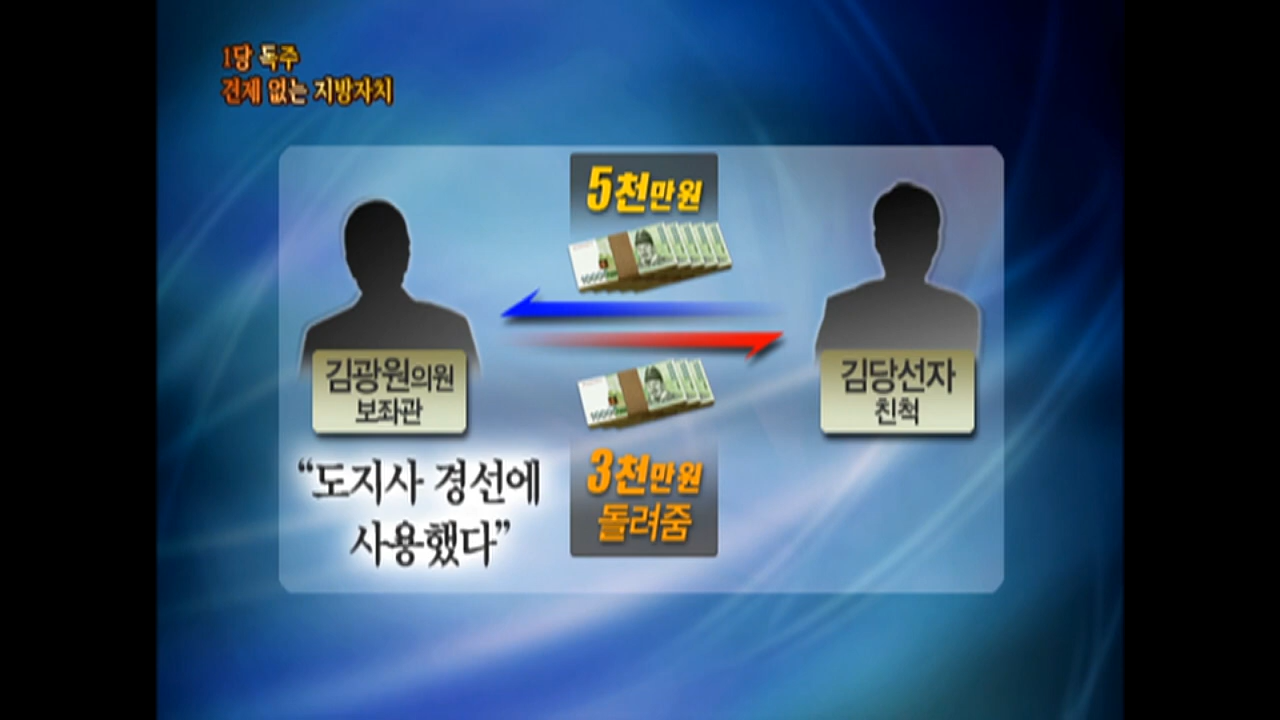 1당 독주
견제 없는 지방자치
5천만원
10000
김광원의원
보좌관
김당선자
친척
10000
3천만원
돌려줌
“도지사 경선에
사용했다”